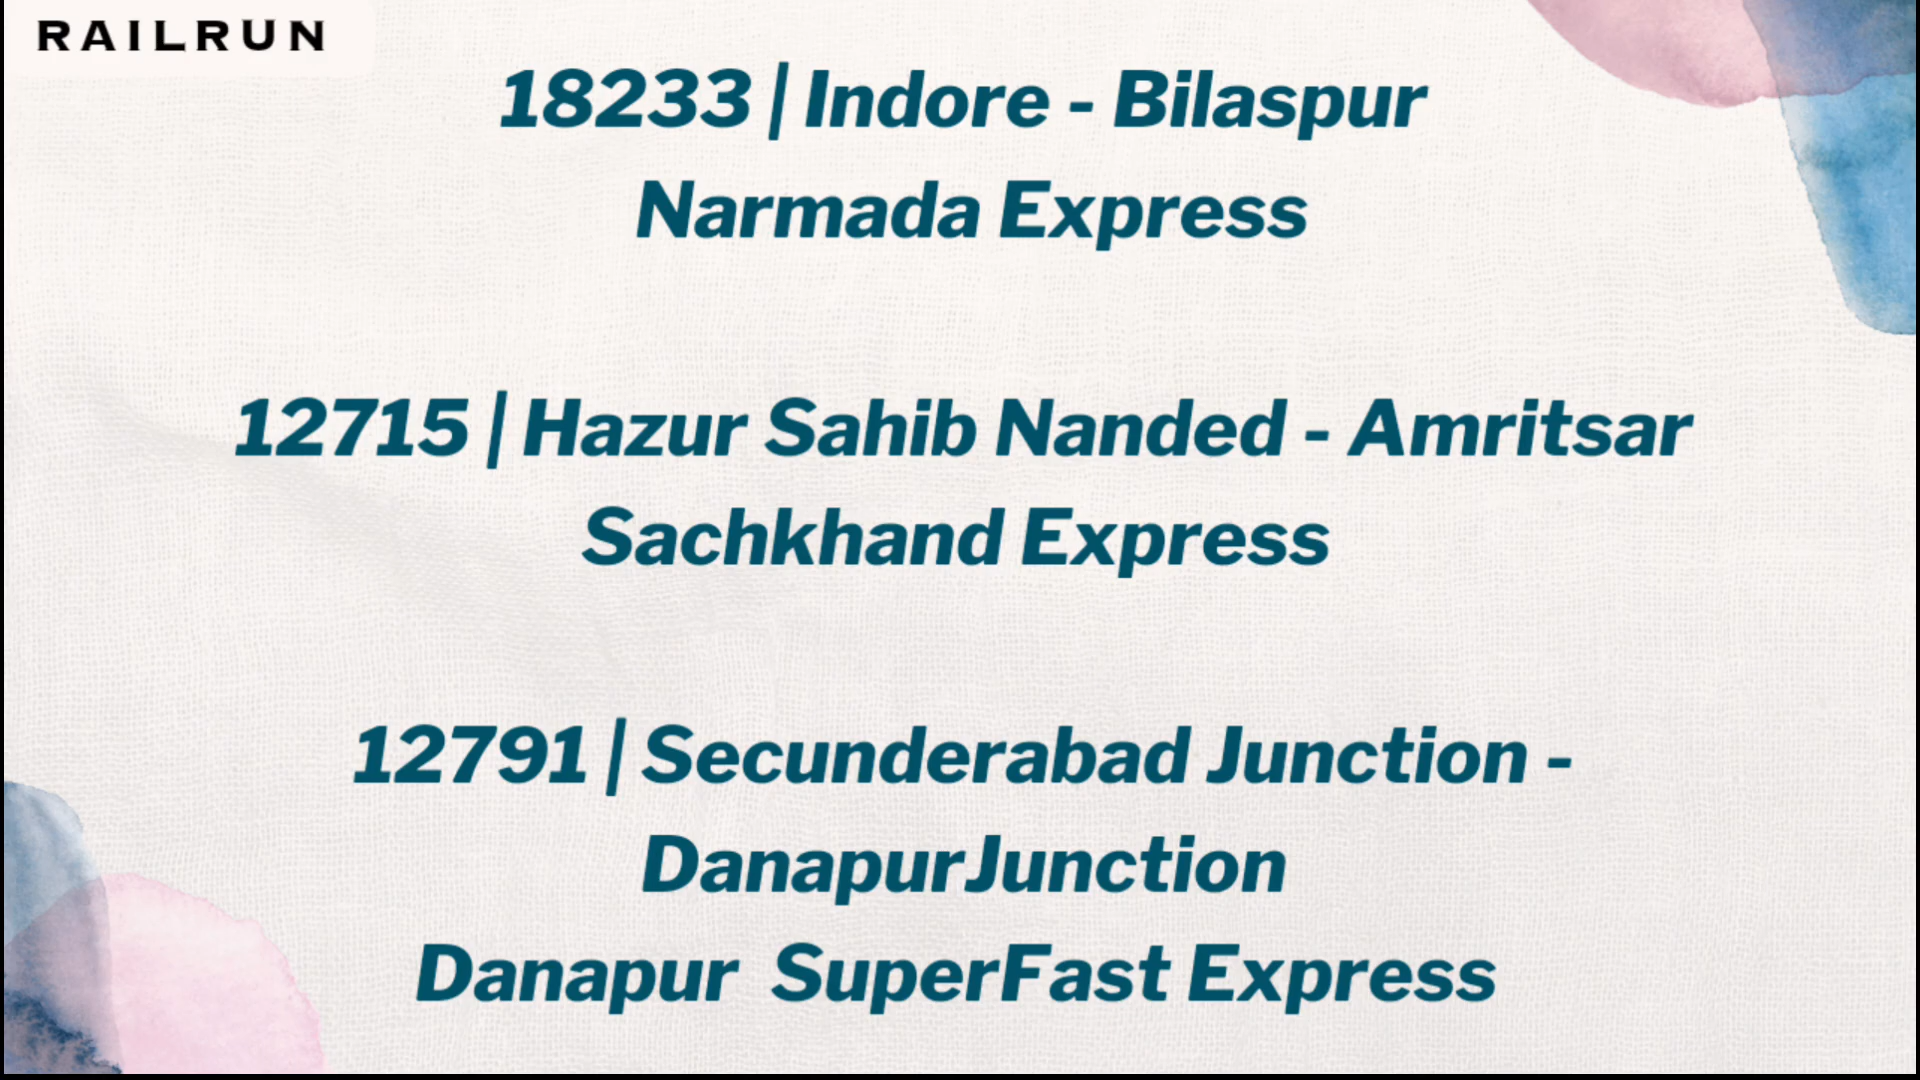 RAILRUN
18233 | Indore - Bilaspur
Narmada Express
12715 | Hazur Sahib Nanded - Amritsar
Sachkhand Express
12791 | Secunderabad Junction -
DanapurJunction
Danapur  SuperFast Express